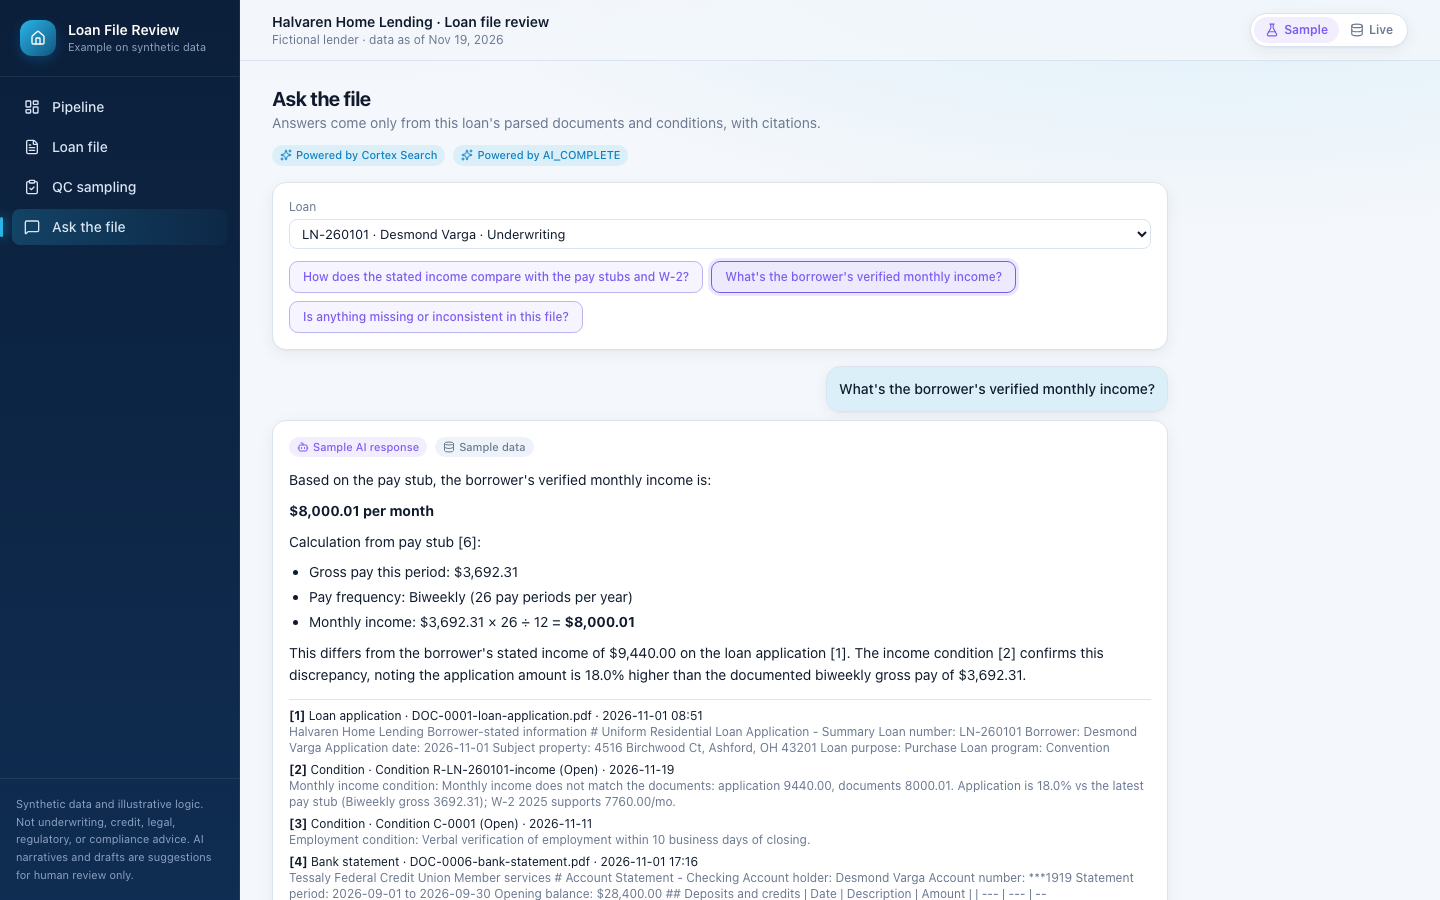 Loan File Review
Example on synthetic data
Pipeline
Loan file
QC sampling
Ask the file
Synthetic data and illustrative logic.
Not underwriting, credit, legal,
regulatory, or compliance advice. AI
narratives and drafts are suggestions
for human review only.
Halvaren Home Lending · Loan file review
Fictional lender · data as of Nov 19, 2026
Sample
Live
Ask the file
Answers come only from this loan's parsed documents and conditions, with citations.
Powered by Cortex Search
Powered by AI_COMPLETE
Loan
LN-260101 · Desmond Varga · Underwriting
How does the stated income compare with the pay stubs and W-2?
What's the borrower's verified monthly income?
Is anything missing or inconsistent in this file?
What's the borrower's verified monthly income?
Sample AI response
Sample data
Based on the pay stub, the borrower's verified monthly income is:
$8,000.01 per month
Calculation from pay stub [6]:
• Gross pay this period: $3,692.31
• Pay frequency: Biweekly (26 pay periods per year)
• Monthly income: $3,692.31 × 26 ÷ 12 = $8,000.01
This differs from the borrower's stated income of $9,440.00 on the loan application [1]. The income condition [2] confirms this
discrepancy, noting the application amount is 18.0% higher than the documented biweekly gross pay of $3,692.31.
[1] Loan application · DOC-0001-loan-application.pdf · 2026-11-01 08:51
Halvaren Home Lending Borrower-stated information # Uniform Residential Loan Application - Summary Loan number: LN-260101 Borrower: Desmond
Varga Application date: 2026-11-01 Subject property: 4516 Birchwood Ct, Ashford, OH 43201 Loan purpose: Purchase Loan program: Convention
[2] Condition · Condition R-LN-260101-income (Open) · 2026-11-19
Monthly income condition: Monthly income does not match the documents: application 9440.00, documents 8000.01. Application is 18.0% vs the latest
pay stub (Biweekly gross 3692.31); W-2 2025 supports 7760.00/mo.
[3] Condition · Condition C-0001 (Open) · 2026-11-11
Employment condition: Verbal verification of employment within 10 business days of closing.
[4] Bank statement · DOC-0006-bank-statement.pdf · 2026-11-01 17:16
Tessaly Federal Credit Union Member services # Account Statement - Checking Account holder: Desmond Varga Account number: ***1919 Statement
period: 2026-09-01 to 2026-09-30 Opening balance: $28,400.00 ## Deposits and credits | Date | Description | Amount | | --- | --- | --